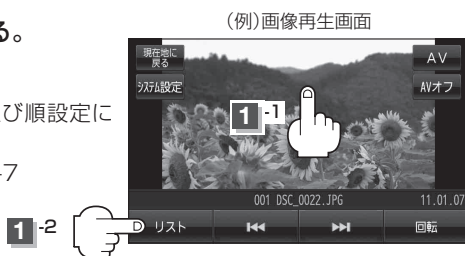 る。
(例)画像再生画面
現在地に
戻る
AV
システム設定
AVオフ
び順設定に
1 -1
7
001 DSC_0022.JPG 11.01.07
1 -2
リスト
回転